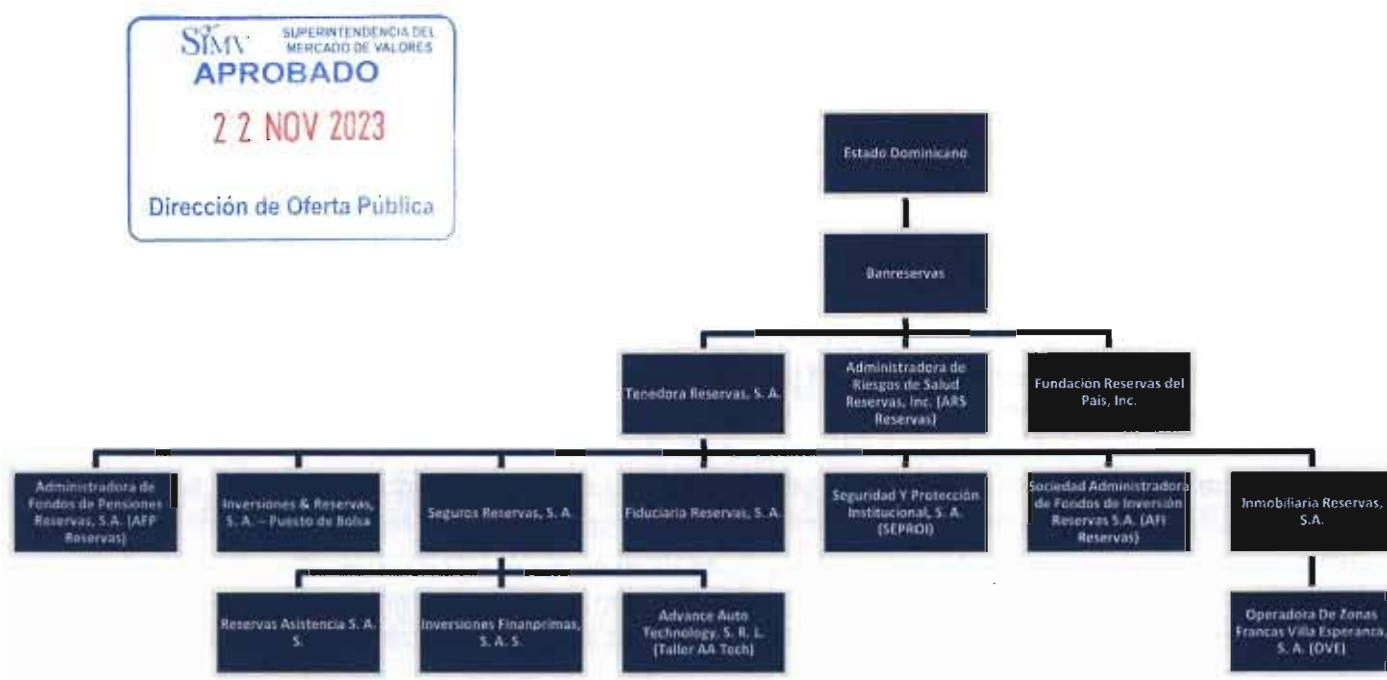 SIMV SUPERINTENDENCIA DEL
MERCADO DE VALORES
APROBADO
22 NOV 2023
Dirección de Oferta Pública
Estado Dominicano
Banreservas
Tenedora Reservas, S. A.
Administradora de
Riesgos de Salud
Reservas, Inc. (ARS
Reservas)
Fundación Reservas del
País, Inc.
Administradora de
Fondos de Pensiones
Reservas, S.A. (AFP
Reservas)
Inversiones & Reservas,
S. A. – Puesto de Bolsa
Seguros Reservas, S. A.
Fiduciaria Reservas, S. A.
Seguridad Y Protección
Institucional, S. A.
(SEPROI)
Sociedad Administradora
de Fondos de Inversión
Reservas S.A. (AFI
Reservas)
Inmobiliaria Reservas,
S.A.
Reservas Asistencia S. A.
S.
Inversiones Finanprimas,
S. A. S.
Advance Auto
Technology, S. R. L.
(Taller AA Tech)
Operadora De Zonas
Francas Villa Esperanza,
S. A. (OVE)